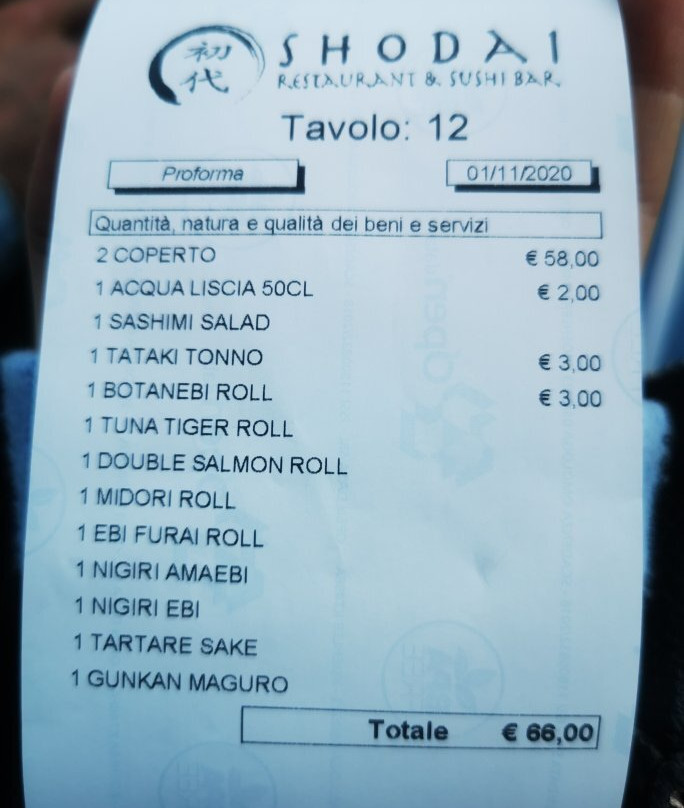 初代
SHODAI
RESTAURANT & SUSHI BAR
Tavolo: 12
Proforma 01/11/2020
Quantità, natura e qualità dei beni e servizi
2 COPERTO € 58,00
1 ACQUA LISCIA 50CL € 2,00
1 SASHIMI SALAD
1 TATAKI TONNO € 3,00
1 BOTANEBI ROLL € 3,00
1 TUNA TIGER ROLL
1 DOUBLE SALMON ROLL
1 MIDORI ROLL
1 EBI FURAI ROLL
1 NIGIRI AMAEBI
1 NIGIRI EBI
1 TARTARE SAKE
1 GUNKAN MAGURO
Totale € 66,00